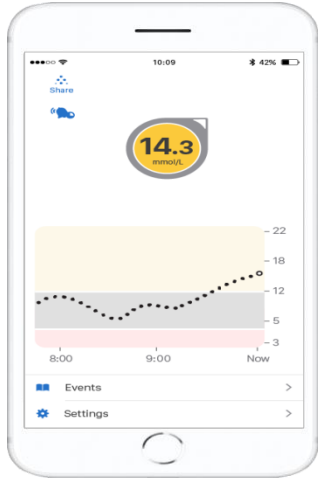 10:09
42%
Share
14.3
mmol/L
22
18
12
5
3
8:00 9:00 Now
Events
Settings